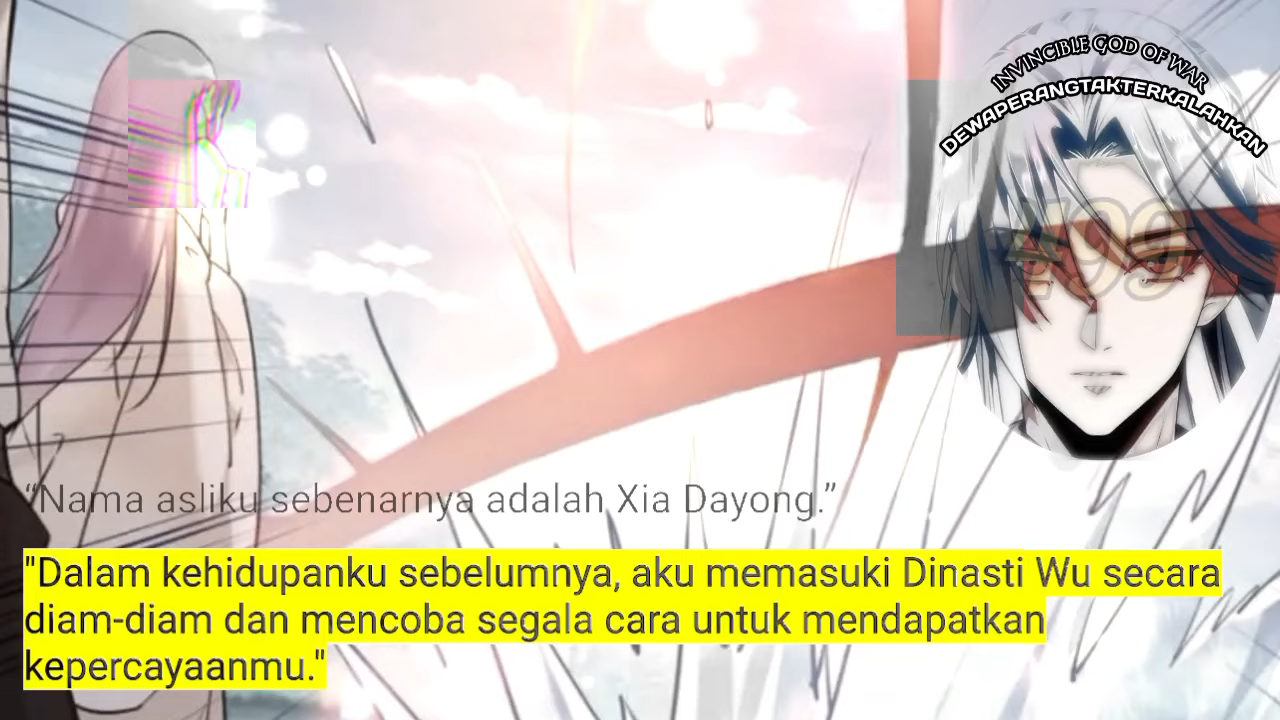 INVINCIBLE GOD OF WAR
DEWAPERANGTAKTERKALAHKAN
“Nama asliku sebenarnya adalah Xia Dayong.”
"Dalam kehidupanku sebelumnya, aku memasuki Dinasti Wu secara
diam-diam dan mencoba segala cara untuk mendapatkan
kepercayaanmu."